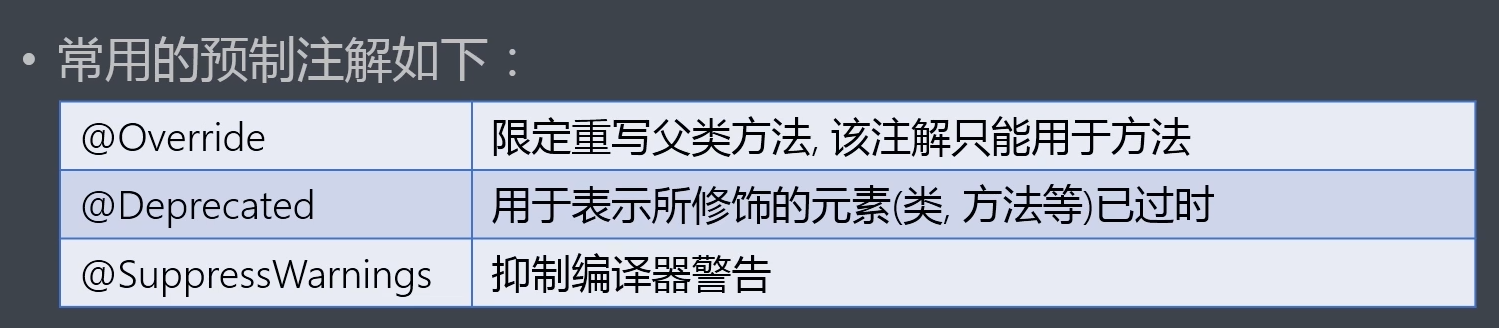 • 常用的预制注解如下：
@Override 限定重写父类方法, 该注解只能用于方法
@Deprecated 用于表示所修饰的元素(类, 方法等)已过时
@SuppressWarnings 抑制编译器警告